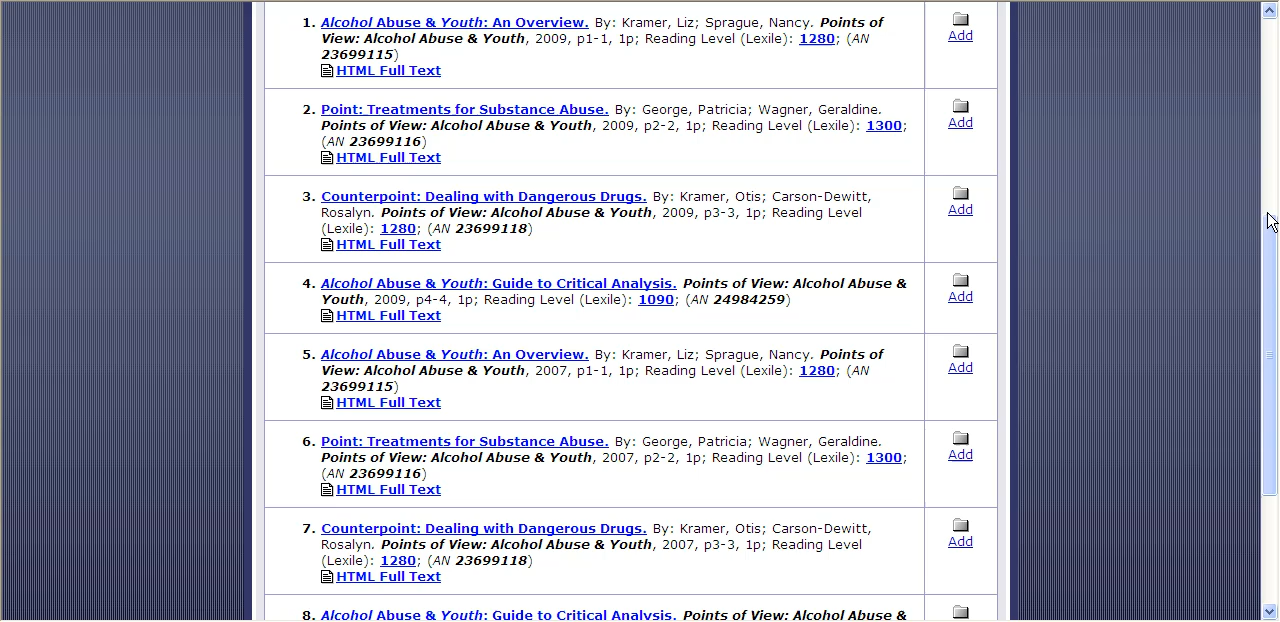 1. Alcohol Abuse & Youth: An Overview. By: Kramer, Liz; Sprague, Nancy. Points of
View: Alcohol Abuse & Youth, 2009, p1-1, 1p; Reading Level (Lexile): 1280; (AN
23699115)
HTML Full Text
Add
2. Point: Treatments for Substance Abuse. By: George, Patricia; Wagner, Geraldine.
Points of View: Alcohol Abuse & Youth, 2009, p2-2, 1p; Reading Level (Lexile): 1300;
(AN 23699116)
HTML Full Text
Add
3. Counterpoint: Dealing with Dangerous Drugs. By: Kramer, Otis; Carson-Dewitt,
Rosalyn. Points of View: Alcohol Abuse & Youth, 2009, p3-3, 1p; Reading Level
(Lexile): 1280; (AN 23699118)
HTML Full Text
Add
4. Alcohol Abuse & Youth: Guide to Critical Analysis. Points of View: Alcohol Abuse &
Youth, 2009, p4-4, 1p; Reading Level (Lexile): 1090; (AN 24984259)
HTML Full Text
Add
5. Alcohol Abuse & Youth: An Overview. By: Kramer, Liz; Sprague, Nancy. Points of
View: Alcohol Abuse & Youth, 2007, p1-1, 1p; Reading Level (Lexile): 1280; (AN
23699115)
HTML Full Text
Add
6. Point: Treatments for Substance Abuse. By: George, Patricia; Wagner, Geraldine.
Points of View: Alcohol Abuse & Youth, 2007, p2-2, 1p; Reading Level (Lexile): 1300;
(AN 23699116)
HTML Full Text
Add
7. Counterpoint: Dealing with Dangerous Drugs. By: Kramer, Otis; Carson-Dewitt,
Rosalyn. Points of View: Alcohol Abuse & Youth, 2007, p3-3, 1p; Reading Level
(Lexile): 1280; (AN 23699118)
HTML Full Text
Add
8. Alcohol Abuse & Youth: Guide to Critical Analysis. Points of View: Alcohol Abuse &